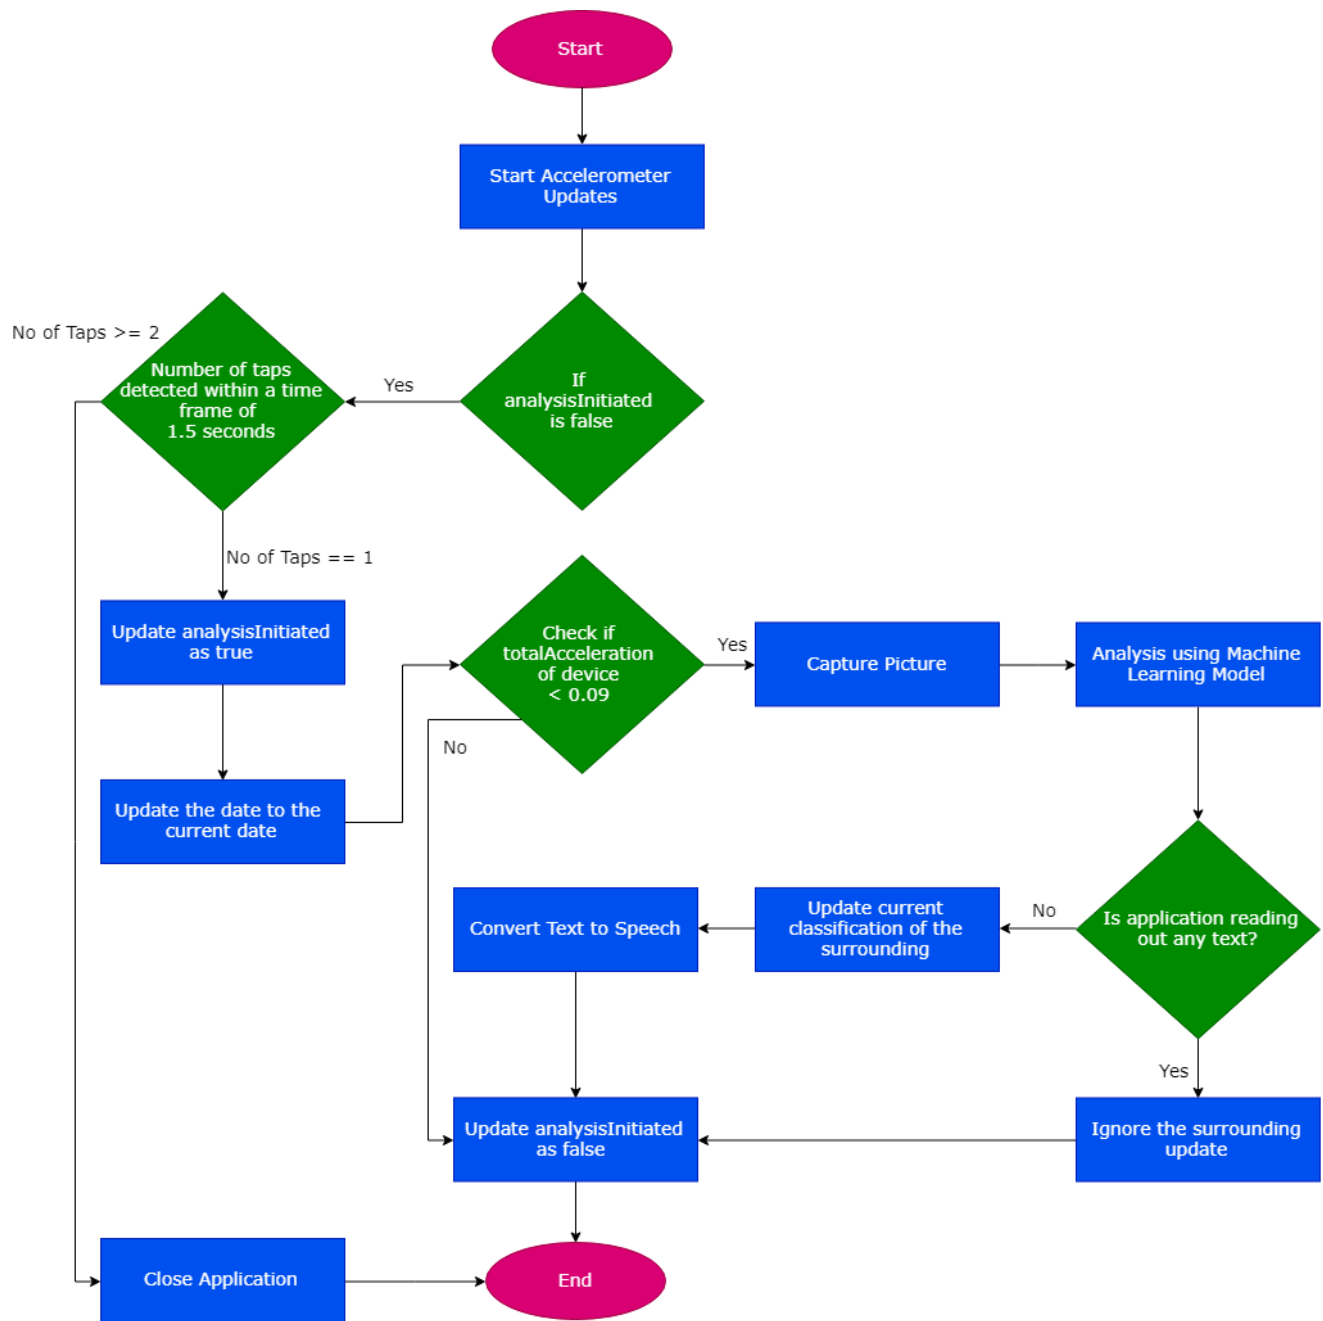 Start
Start Accelerometer
Updates
No of Taps >= 2
Number of taps
detected within a time
frame of
1.5 seconds
Yes
If
analysisInitiated
is false
No of Taps == 1
Update analysisInitiated
as true
Check if
totalAcceleration
of device
< 0.09
Yes
Capture Picture
Analysis using Machine
Learning Model
No
Update the date to the
current date
Convert Text to Speech
Update current
classification of the
surrounding
No
Is application reading
out any text?
Yes
Update analysisInitiated
as false
Ignore the surrounding
update
Close Application
End